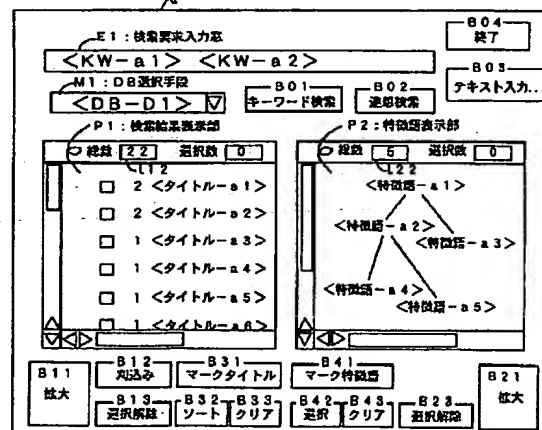 E1:検索要求入力窓
B04
終了
<KW-a1> <KW-a2>
M1:DB選択手段
B01
B02
B03
<DB-D1>
キーワード検索
連想検索
テキスト入力..
P1:検索結果表示部
P2:特徴語表示部
総数 22 選択数 0
総数 5 選択数 0
L12
L22
2 <タイトル-a1>
2 <タイトル-a2>
1 <タイトル-a3>
1 <タイトル-a4>
1 <タイトル-a5>
1 <タイトル-a6>
<特徴語-a1>
<特徴語-a2>
<特徴語-a3>
<特徴語-a4>
<特徴語-a5>
B11
拡大
B12
B31
B41
B21
拡大
絞込み
マークタイトル
マーク特徴語
B13
B32
B33
B42
B43
B23
選択解除
ソート
クリア
選択
クリア
選択解除